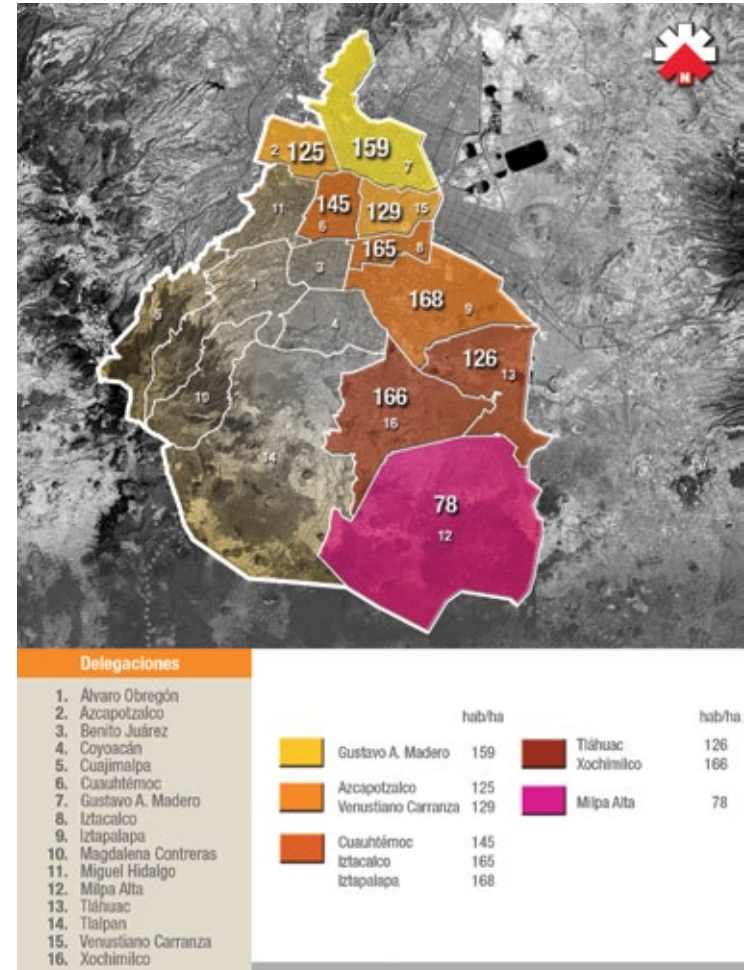 N
2 125
159
7
11
145
6
129 15
165 8
3
1
168
9
4
5
126
13
10
166
16
14
78
12
Delegaciones
1. Álvaro Obregón
2. Azcapotzalco
3. Benito Juárez
4. Coyoacán
5. Cuajimalpa
6. Cuauhtémoc
7. Gustavo A. Madero
8. Iztacalco
9. Iztapalapa
10. Magdalena Contreras
11. Miguel Hidalgo
12. Milpa Alta
13. Tláhuac
14. Tlalpan
15. Venustiano Carranza
16. Xochimilco
hab/ha
Gustavo A. Madero 159
Azcapotzalco 125
Venustiano Carranza 129
Cuauhtémoc 145
Iztacalco 165
Iztapalapa 168
hab/ha
Tláhuac 126
Xochimilco 166
Milpa Alta 78